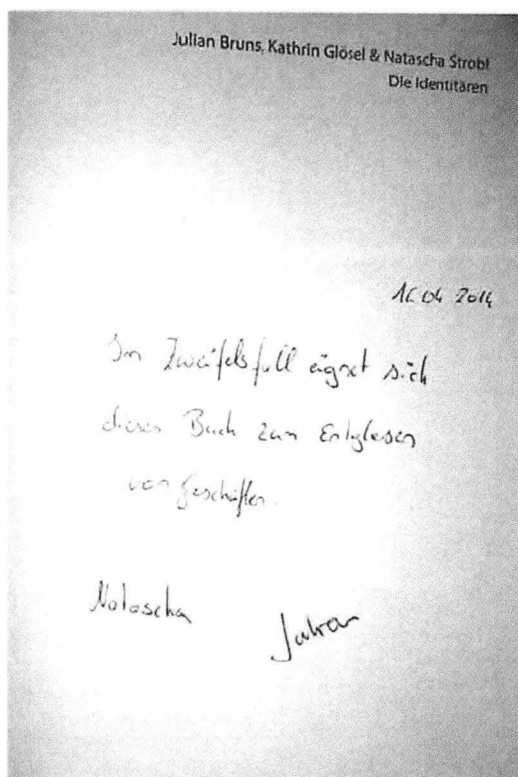 Julian Bruns, Kathrin Glösel & Natascha Strobl
Die Identitären
16 04 2014
Im Zweifelsfall eignet sich
dieses Buch zum Entglasen
von Geschäften.
Natascha
Julian